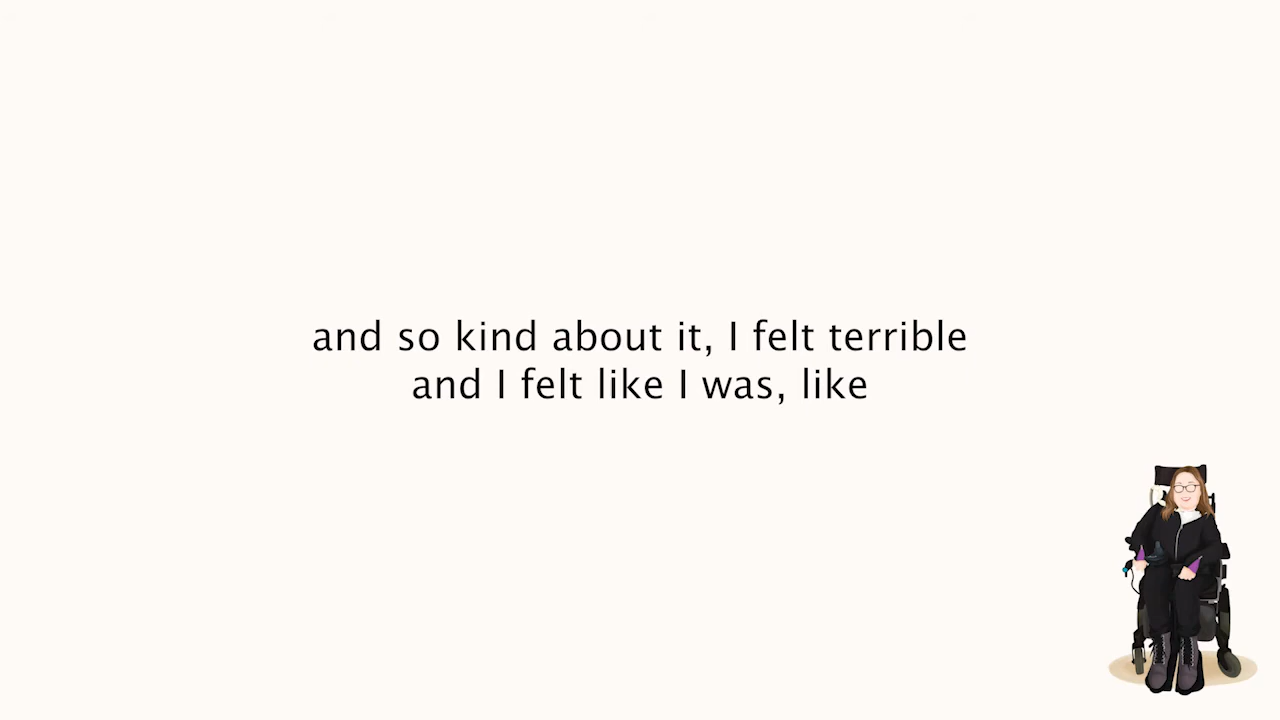 and so kind about it, I felt terrible
and I felt like I was, like